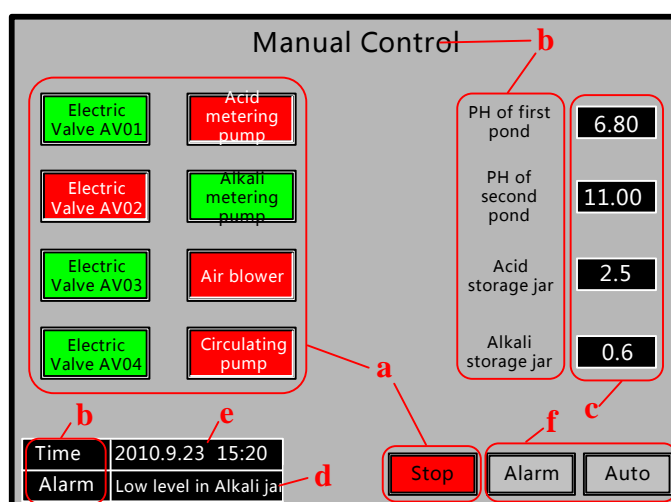 Manual Control
b
Electric
Valve AV01
Acid
metering
pump
PH of first
pond
6.80
Electric
Valve AV02
Alkali
metering
pump
PH of
second
pond
11.00
Electric
Valve AV03
Air blower
Acid
storage jar
2.5
Electric
Valve AV04
Circulating
pump
Alkali
storage jar
0.6
a
b
e
f
c
Time
2010.9.23 15:20
Alarm
Low level in Alkali jar
d
Stop
Alarm
Auto